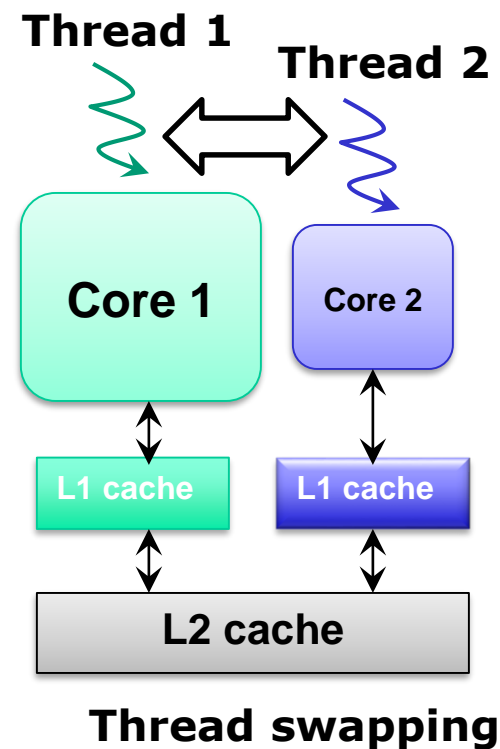 Thread 1
Thread 2
Core 1
Core 2
L1 cache
L1 cache
L2 cache
Thread swapping